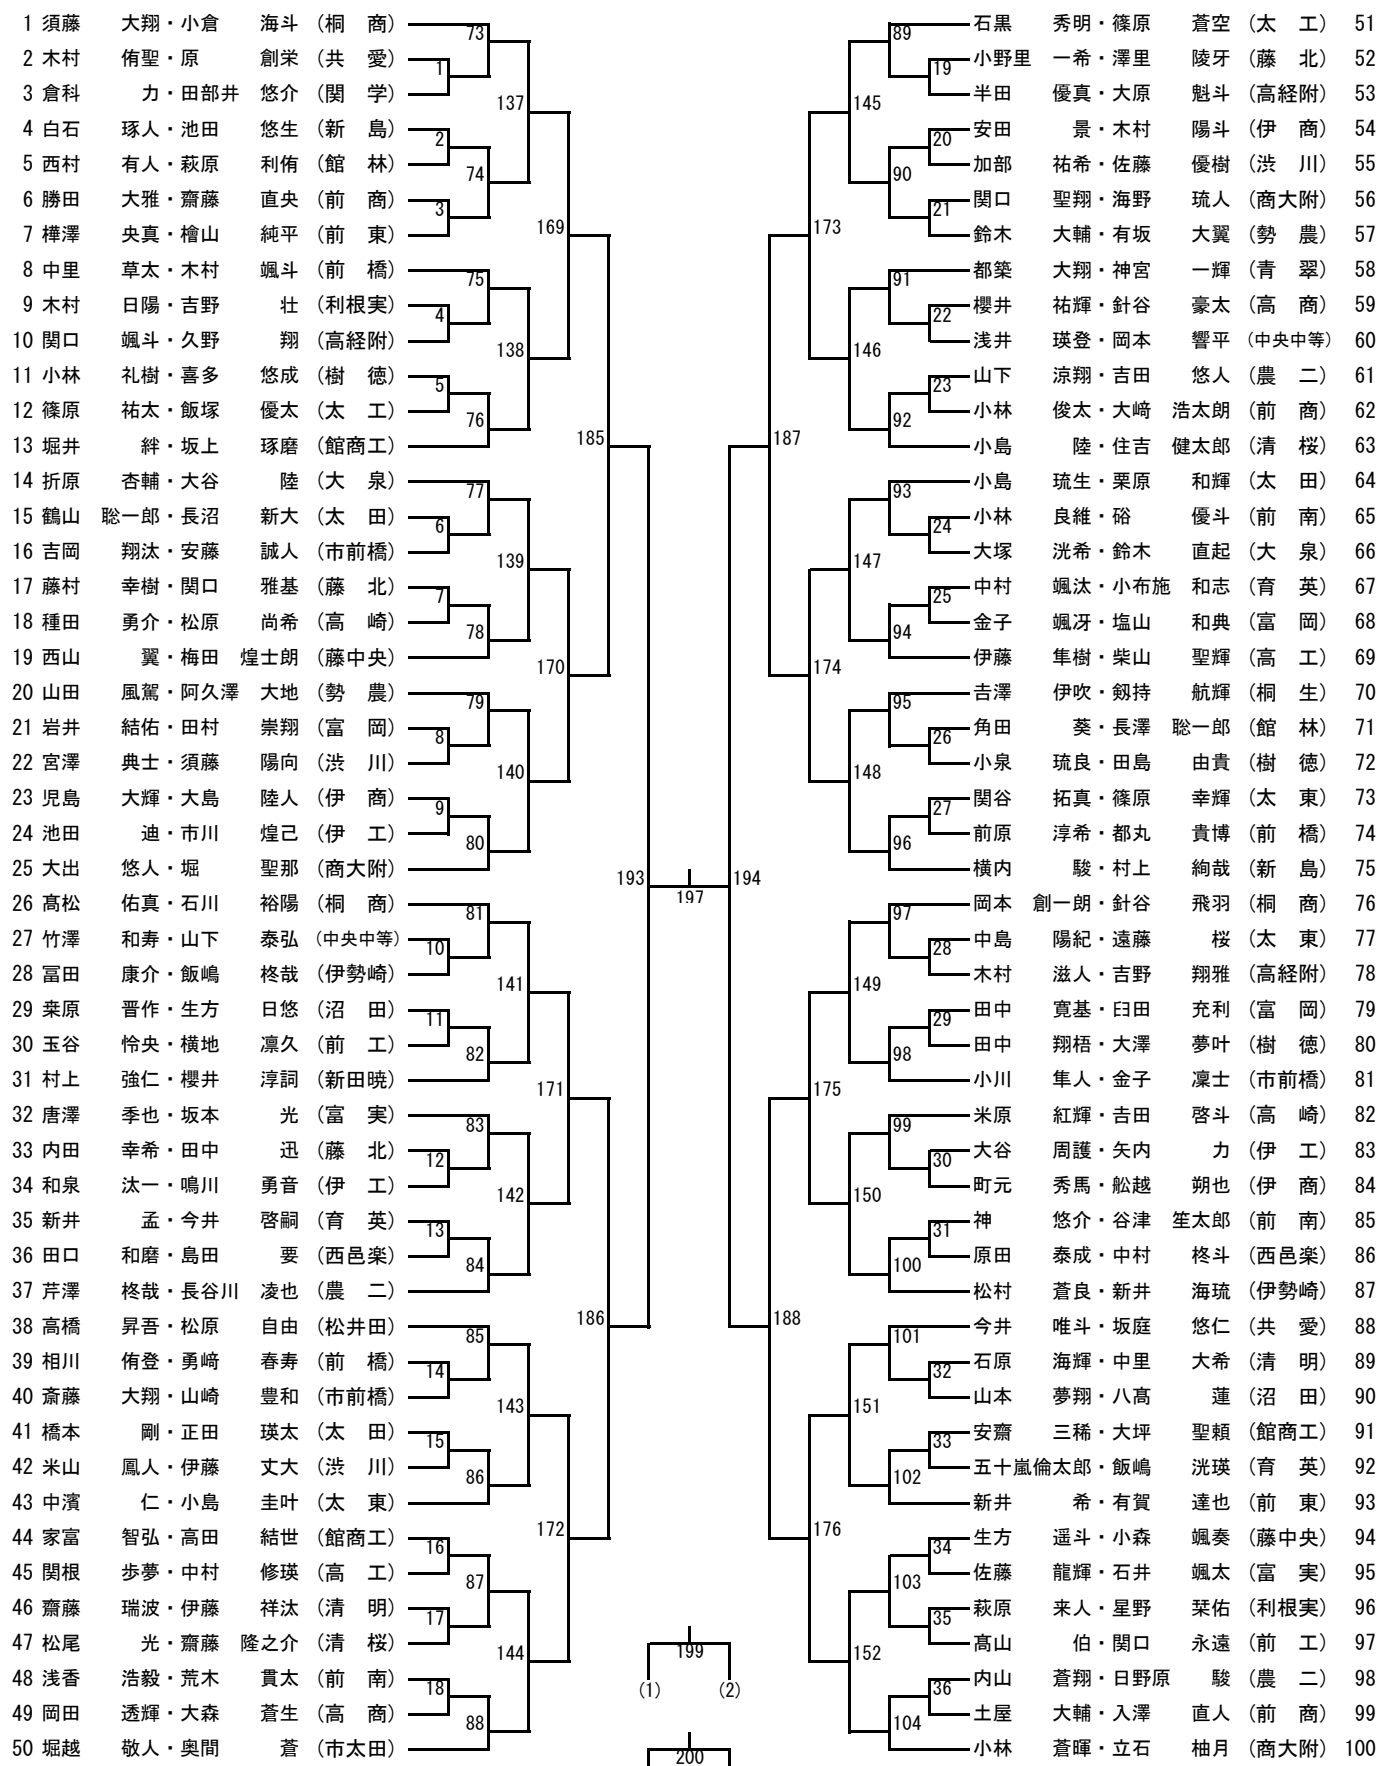 1 須藤 大翔・小倉 海斗 (桐 商)
2 木村 侑聖・原 創栄 (共 愛)
3 倉科 力・田部井 悠介 (関 学)
4 白石 琢人・池田 悠生 (新 島)
5 西村 有人・萩原 利侑 (館 林)
6 勝田 大雅・齋藤 直央 (前 商)
7 樺澤 央真・檜山 純平 (前 東)
8 中里 草太・木村 颯斗 (前 橋)
9 木村 日陽・吉野 壮 (利根実)
10 関口 颯斗・久野 翔 (高経附)
11 小林 礼樹・喜多 悠成 (樹 徳)
12 篠原 祐太・飯塚 優太 (太 工)
13 堀井 絆・坂上 琢磨 (館商工)
14 折原 杏輔・大谷 陸 (大 泉)
15 鶴山 聡一郎・長沼 新大 (太 田)
16 吉岡 翔汰・安藤 誠人 (市前橋)
17 藤村 幸樹・関口 雅基 (藤 北)
18 種田 勇介・松原 尚希 (高 崎)
19 西山 翼・梅田 煌士朗 (藤中央)
20 山田 風駕・阿久澤 大地 (勢 農)
21 岩井 結佑・田村 崇翔 (富 岡)
22 宮澤 典士・須藤 陽向 (渋 川)
23 児島 大輝・大島 陸人 (伊 商)
24 池田 迪・市川 煌己 (伊 工)
25 大出 悠人・堀 聖那 (商大附)
26 髙松 佑真・石川 裕陽 (桐 商)
27 竹澤 和寿・山下 泰弘 (中央中等)
28 冨田 康介・飯嶋 柊哉 (伊勢崎)
29 桒原 晋作・生方 日悠 (沼 田)
30 玉谷 怜央・横地 凛久 (前 工)
31 村上 強仁・櫻井 淳詞 (新田暁)
32 唐澤 季也・坂本 光 (富 実)
33 内田 幸希・田中 迅 (藤 北)
34 和泉 汰一・鳴川 勇音 (伊 工)
35 新井 孟・今井 啓嗣 (育 英)
36 田口 和磨・島田 要 (西邑楽)
37 芹澤 柊哉・長谷川 凌也 (農 二)
38 高橋 昇吾・松原 自由 (松井田)
39 相川 侑登・勇﨑 春寿 (前 橋)
40 斎藤 大翔・山崎 豊和 (市前橋)
41 橋本 剛・正田 瑛太 (太 田)
42 米山 鳳人・伊藤 丈大 (渋 川)
43 中濱 仁・小島 圭叶 (太 東)
44 家富 智弘・高田 結世 (館商工)
45 関根 歩夢・中村 修瑛 (高 工)
46 齋藤 瑞波・伊藤 祥汰 (清 明)
47 松尾 光・齋藤 隆之介 (清 桜)
48 浅香 浩毅・荒木 貫太 (前 南)
49 岡田 透輝・大森 蒼生 (高 商)
50 堀越 敬人・奥間 蒼 (市太田)
73
1
137
2
74
3
169
75
4
138
5
76
185
77
6
139
7
78
170
79
8
140
9
80
193
81
10
141
11
82
171
83
12
142
13
84
186
85
14
143
15
86
172
16
87
17
144
18
88
197
199
(1) (2)
200
194
89
19
145
20
90
21
173
91
22
146
23
92
187
93
24
147
25
94
174
95
26
148
27
96
97
28
149
29
98
175
99
30
150
31
100
188
101
32
151
33
102
176
34
103
35
152
36
104
石黒 秀明・篠原 蒼空 (太 工) 51
小野里 一希・澤里 陵牙 (藤 北) 52
半田 優真・大原 魁斗 (高経附) 53
安田 景・木村 陽斗 (伊 商) 54
加部 祐希・佐藤 優樹 (渋 川) 55
関口 聖翔・海野 琉人 (商大附) 56
鈴木 大輔・有坂 大翼 (勢 農) 57
都築 大翔・神宮 一輝 (青 翠) 58
櫻井 祐輝・針谷 豪太 (高 商) 59
浅井 瑛登・岡本 響平 (中央中等) 60
山下 涼翔・吉田 悠人 (農 二) 61
小林 俊太・大﨑 浩太朗 (前 商) 62
小島 陸・住吉 健太郎 (清 桜) 63
小島 琉生・栗原 和輝 (太 田) 64
小林 良維・硲 優斗 (前 南) 65
大塚 洸希・鈴木 直起 (大 泉) 66
中村 颯汰・小布施 和志 (育 英) 67
金子 颯冴・塩山 和典 (富 岡) 68
伊藤 隼樹・柴山 聖輝 (高 工) 69
𠮷澤 伊吹・剱持 航輝 (桐 生) 70
角田 葵・長澤 聡一郎 (館 林) 71
小泉 琉良・田島 由貴 (樹 徳) 72
関谷 拓真・篠原 幸輝 (太 東) 73
前原 淳希・都丸 貴博 (前 橋) 74
横内 駿・村上 絢哉 (新 島) 75
岡本 創一朗・針谷 飛羽 (桐 商) 76
中島 陽紀・遠藤 桜 (太 東) 77
木村 滋人・吉野 翔雅 (高経附) 78
田中 寛基・臼田 充利 (富 岡) 79
田中 翔梧・大澤 夢叶 (樹 徳) 80
小川 隼人・金子 凜士 (市前橋) 81
米原 紅輝・𠮷田 啓斗 (高 崎) 82
大谷 周護・矢内 力 (伊 工) 83
町元 秀馬・舩越 朔也 (伊 商) 84
神 悠介・谷津 笙太郎 (前 南) 85
原田 泰成・中村 柊斗 (西邑楽) 86
松村 蒼良・新井 海琉 (伊勢崎) 87
今井 唯斗・坂庭 悠仁 (共 愛) 88
石原 海輝・中里 大希 (清 明) 89
山本 夢翔・八髙 蓮 (沼 田) 90
安齋 三稀・大坪 聖頼 (館商工) 91
五十嵐倫太郎・飯嶋 洸瑛 (育 英) 92
新井 希・有賀 達也 (前 東) 93
生方 遥斗・小森 颯奏 (藤中央) 94
佐藤 龍輝・石井 颯太 (富 実) 95
萩原 来人・星野 栞佑 (利根実) 96
髙山 伯・関口 永遠 (前 工) 97
内山 蒼翔・日野原 駿 (農 二) 98
土屋 大輔・入澤 直人 (前 商) 99
小林 蒼暉・立石 柚月 (商大附) 100